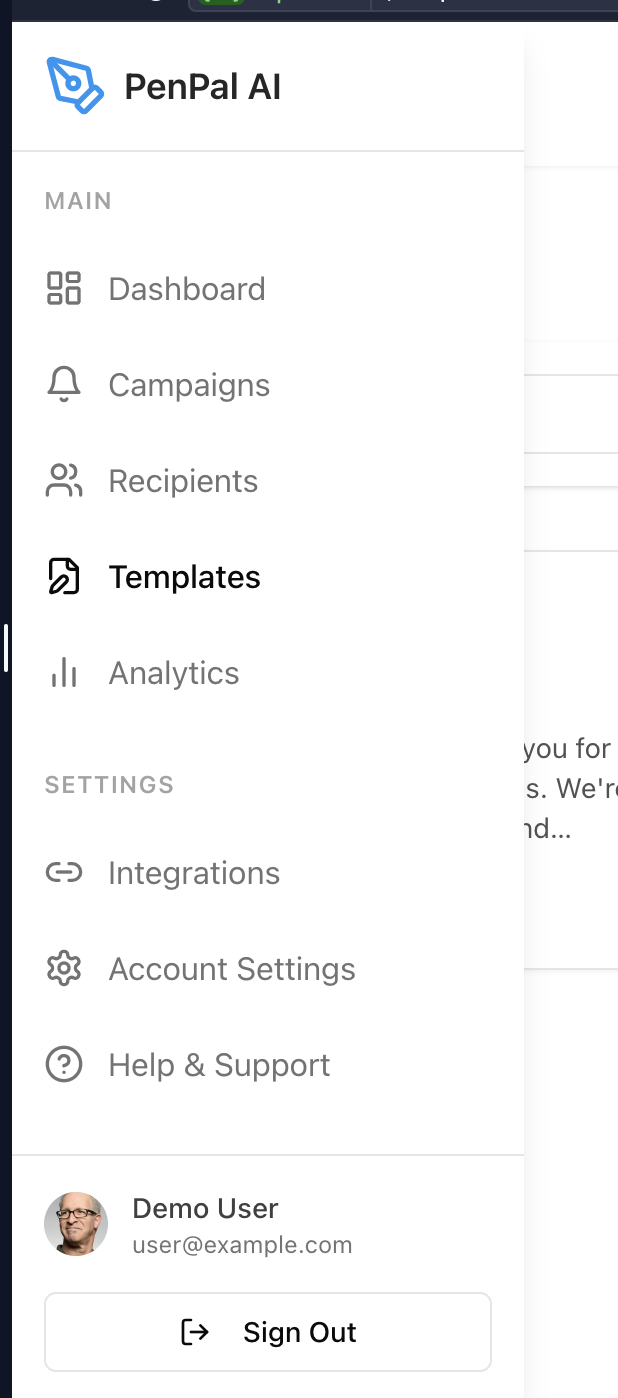 PenPal AI
MAIN
Dashboard
Campaigns
Recipients
Templates
Analytics
you for
s. We'r
nd...
SETTINGS
Integrations
Account Settings
Help & Support
Demo User
user@example.com
Sign Out